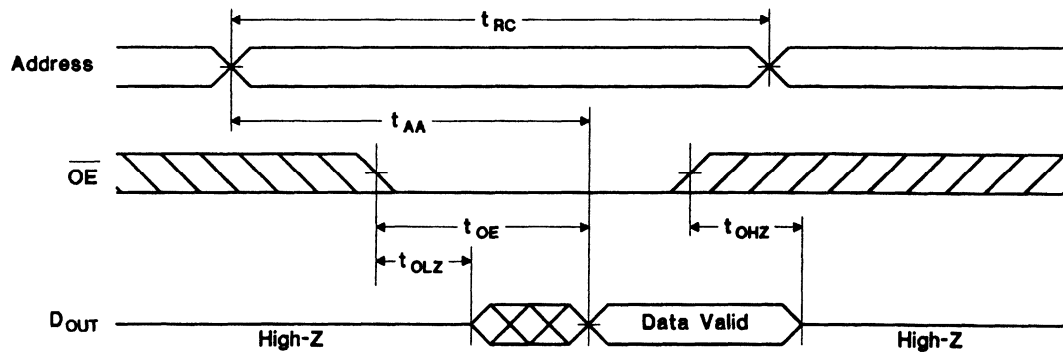 t RC
Address
t AA
OE
t OE
t OHZ
t OLZ
D OUT
Data Valid
High-Z
High-Z